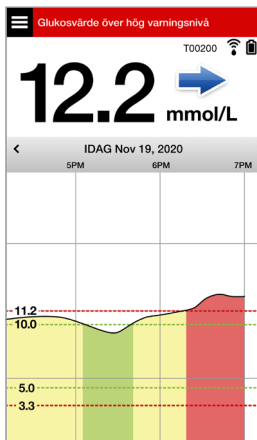 Glukosvärde över hög varningsnivå
T00200
12.2
mmol/L
< IDAG Nov 19, 2020
5PM 6PM 7PM
11.2
10.0
5.0
3.3